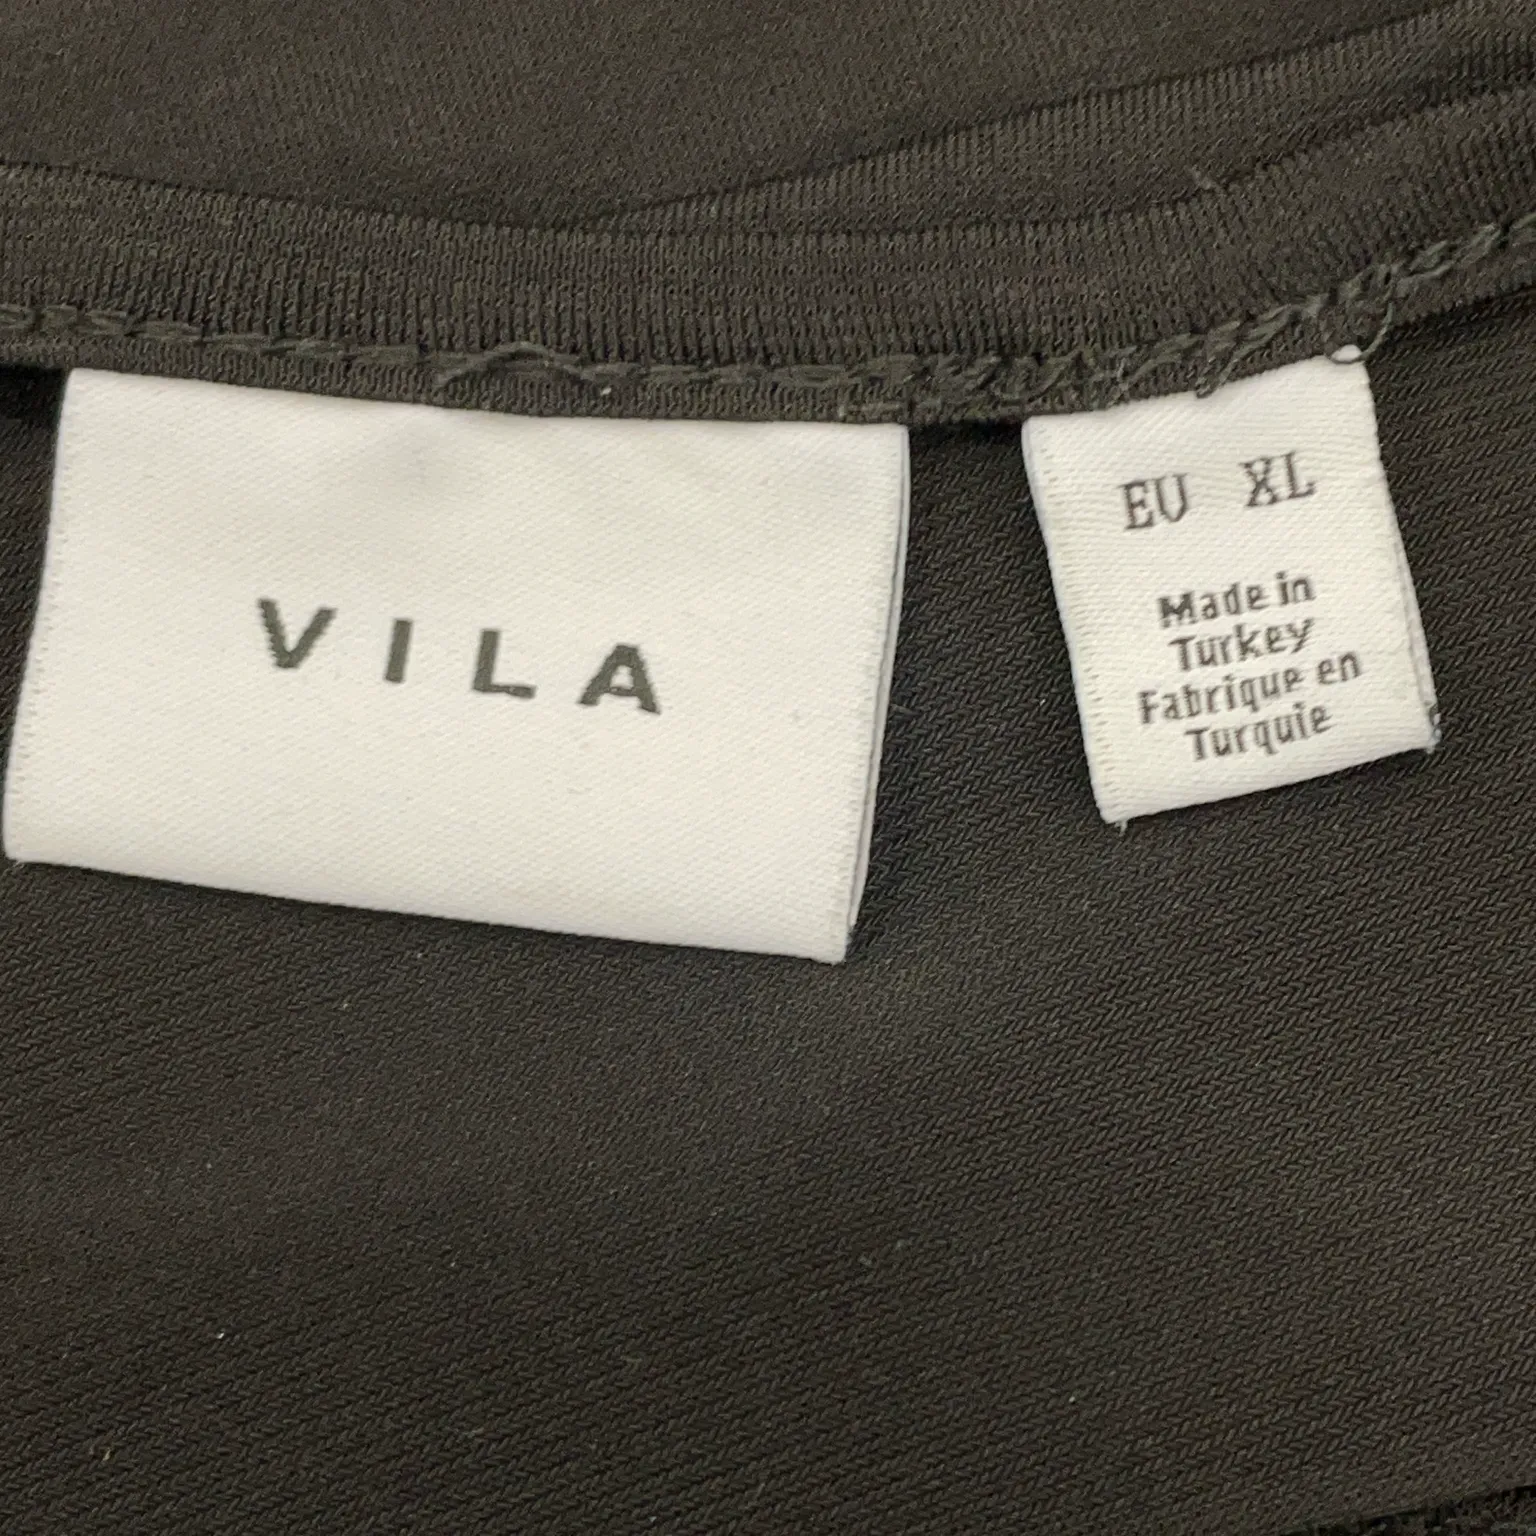 VILA
EU XL
Made in
Turkey
Fabrique en
Turquie